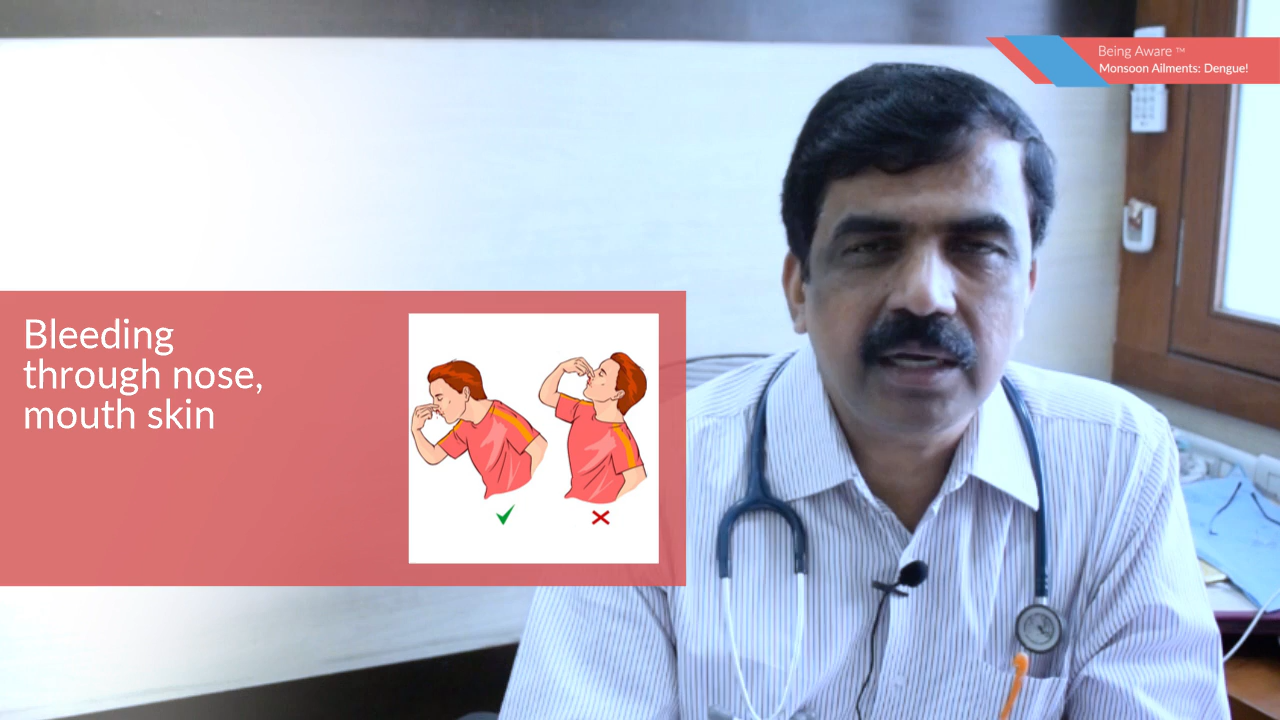 Being Aware ™
Monsoon Ailments: Dengue!
Bleeding
through nose,
mouth skin